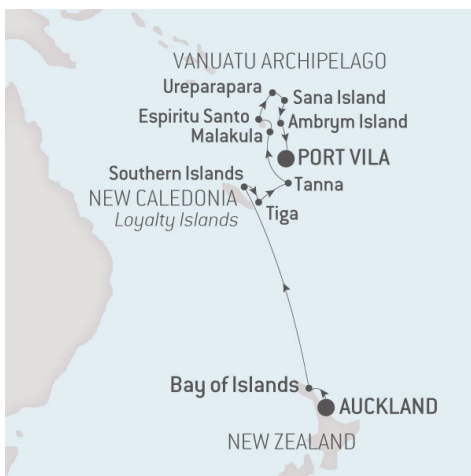 VANUATU ARCHIPELAGO
Ureparapara
Sana Island
Espiritu Santo
Ambrym Island
Malakula
PORT VILA
Southern Islands
Tanna
NEW CALEDONIA
Tiga
Loyalty Islands
Bay of Islands
AUCKLAND
NEW ZEALAND